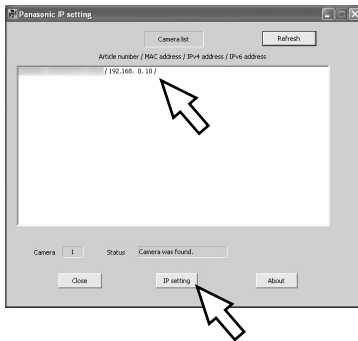 Panasonic IP setting
Camera list
Refresh
Article number / MAC address / IPv4 address / IPv6 address
/ 192.168. 0. 10 /
Camera 1 Status Camera was found.
Close IP setting About